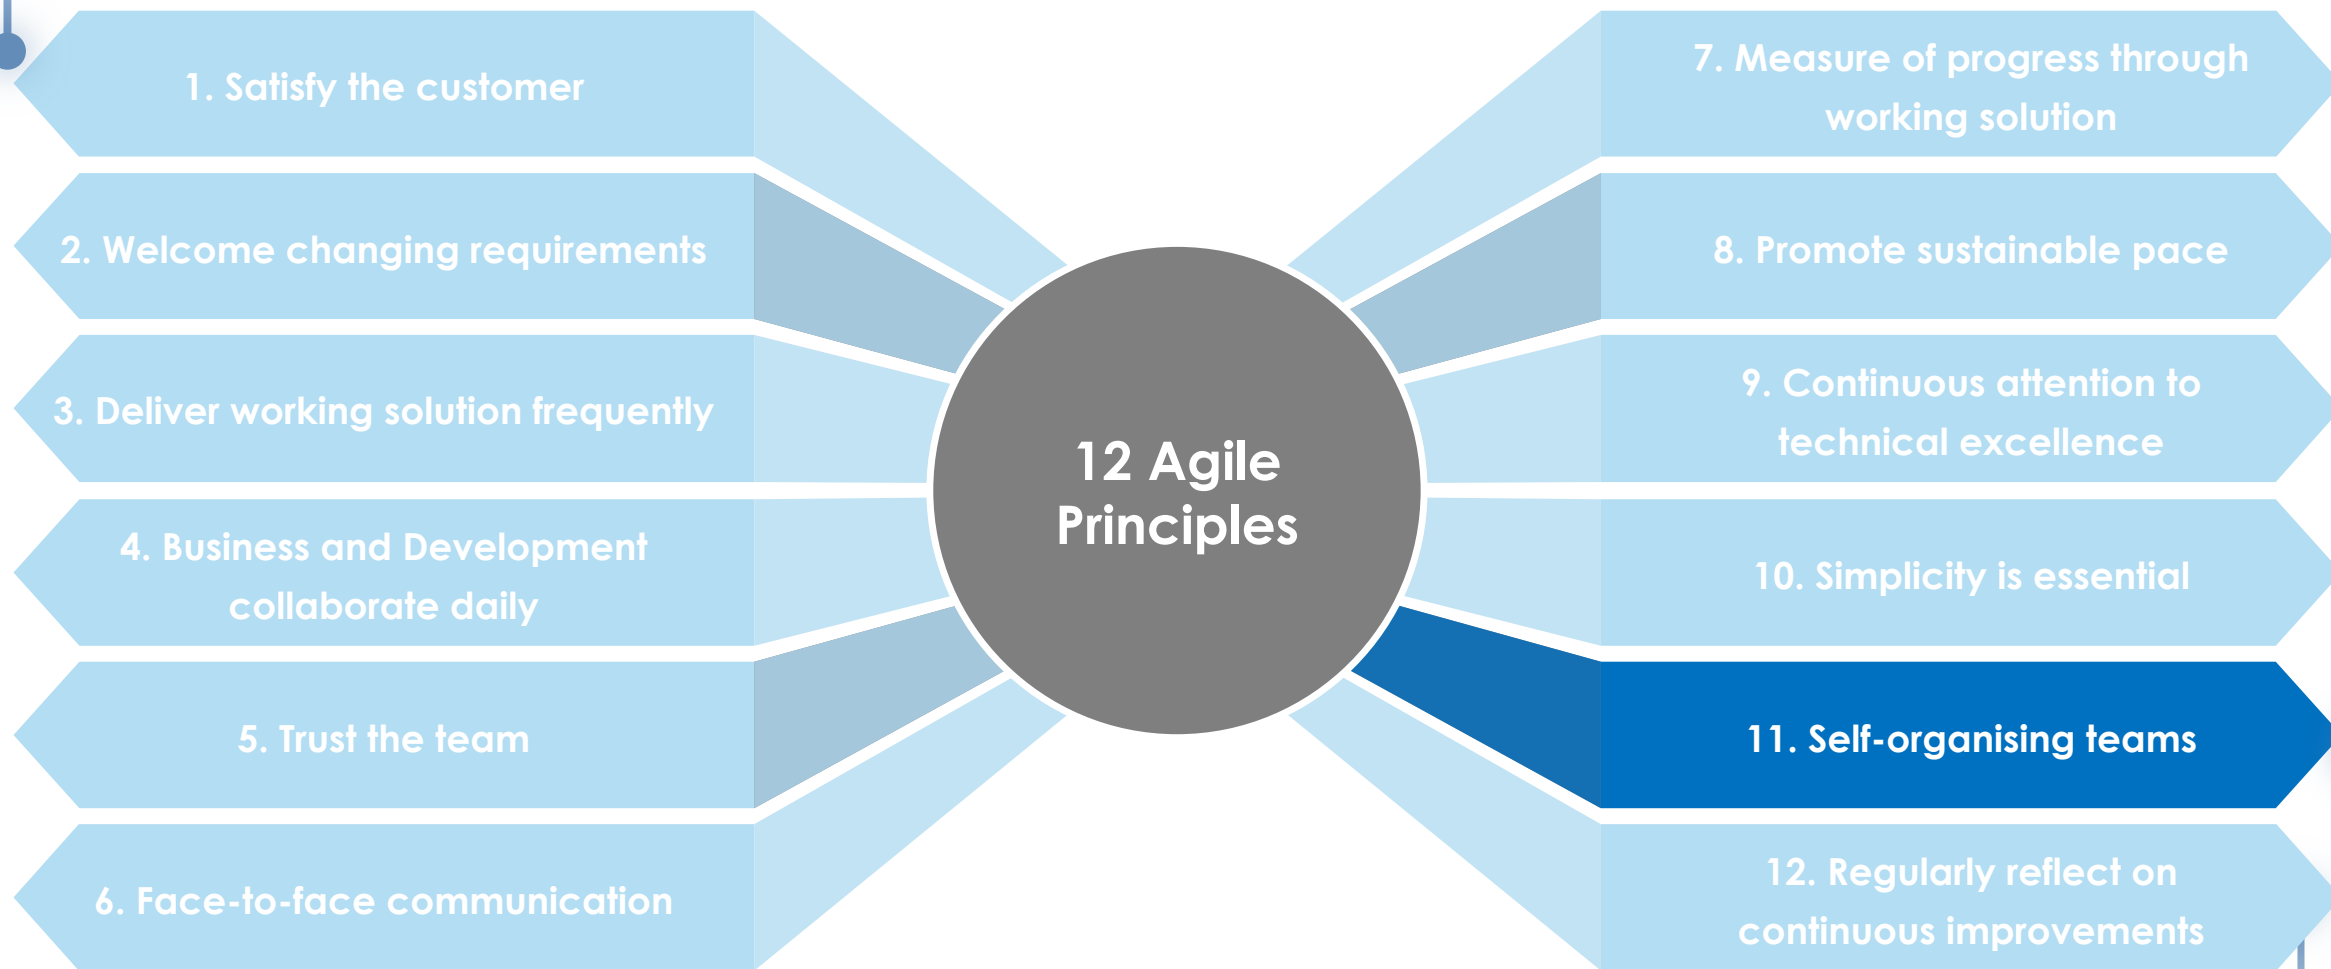 1. Satisfy the customer
2. Welcome changing requirements
3. Deliver working solution frequently
4. Business and Development
collaborate daily
5. Trust the team
6. Face-to-face communication
12 Agile
Principles
7. Measure of progress through
working solution
8. Promote sustainable pace
9. Continuous attention to
technical excellence
10. Simplicity is essential
11. Self-organising teams
12. Regularly reflect on
continuous improvements